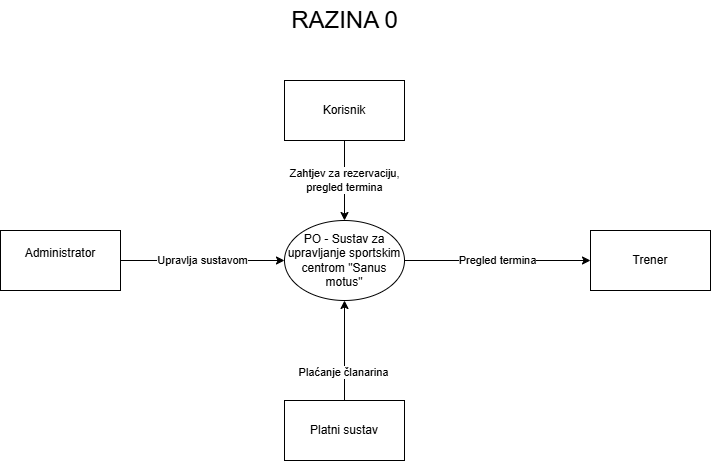 RAZINA 0
Korisnik
Zahtjev za rezervaciju,
pregled termina
Administrator
Upravlja sustavom
PO - Sustav za
upravljanje sportskim
centrom "Sanus
motus"
Pregled termina
Trener
Plaćanje članarina
Platni sustav